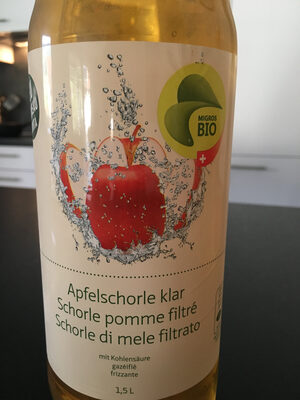 MIGROS
BIO
Apfelschorle klar
Schorle pomme filtré
Schorle di mele filtrato
mit Kohlensäure
gazéifié
frizzante
1,5 L